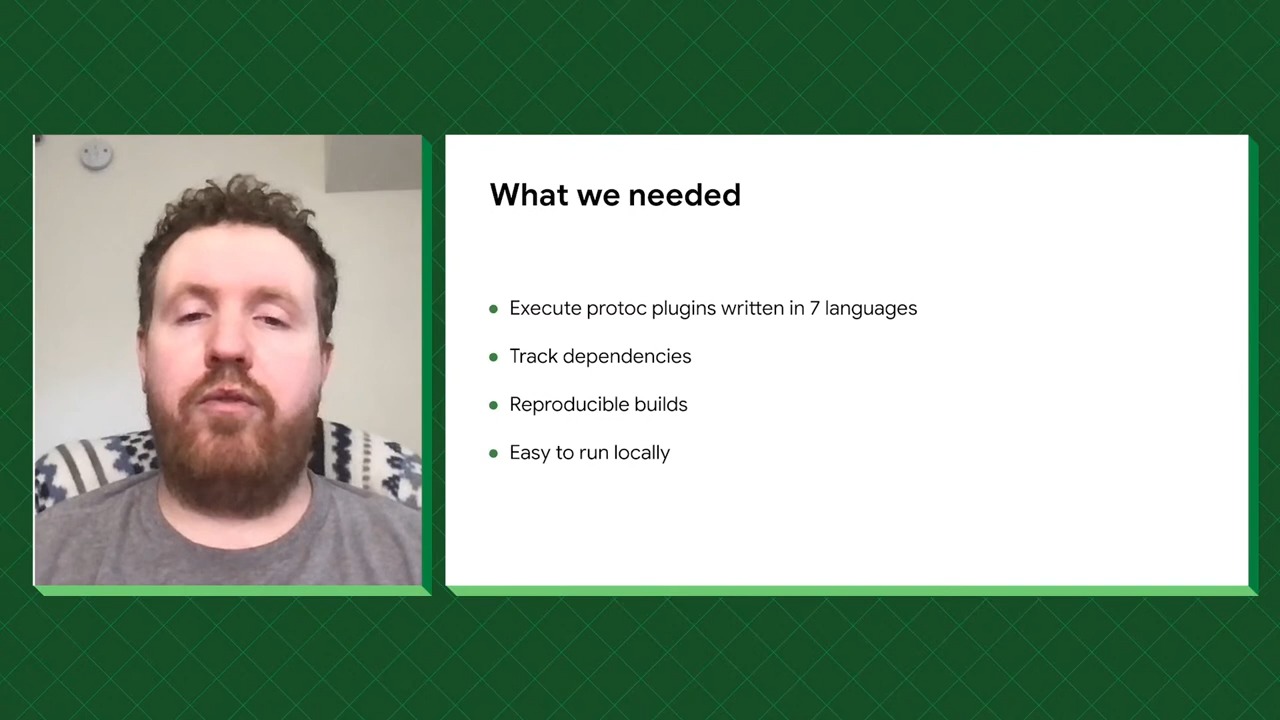 What we needed
Execute protoc plugins written in 7 languages
Track dependencies
Reproducible builds
Easy to run locally